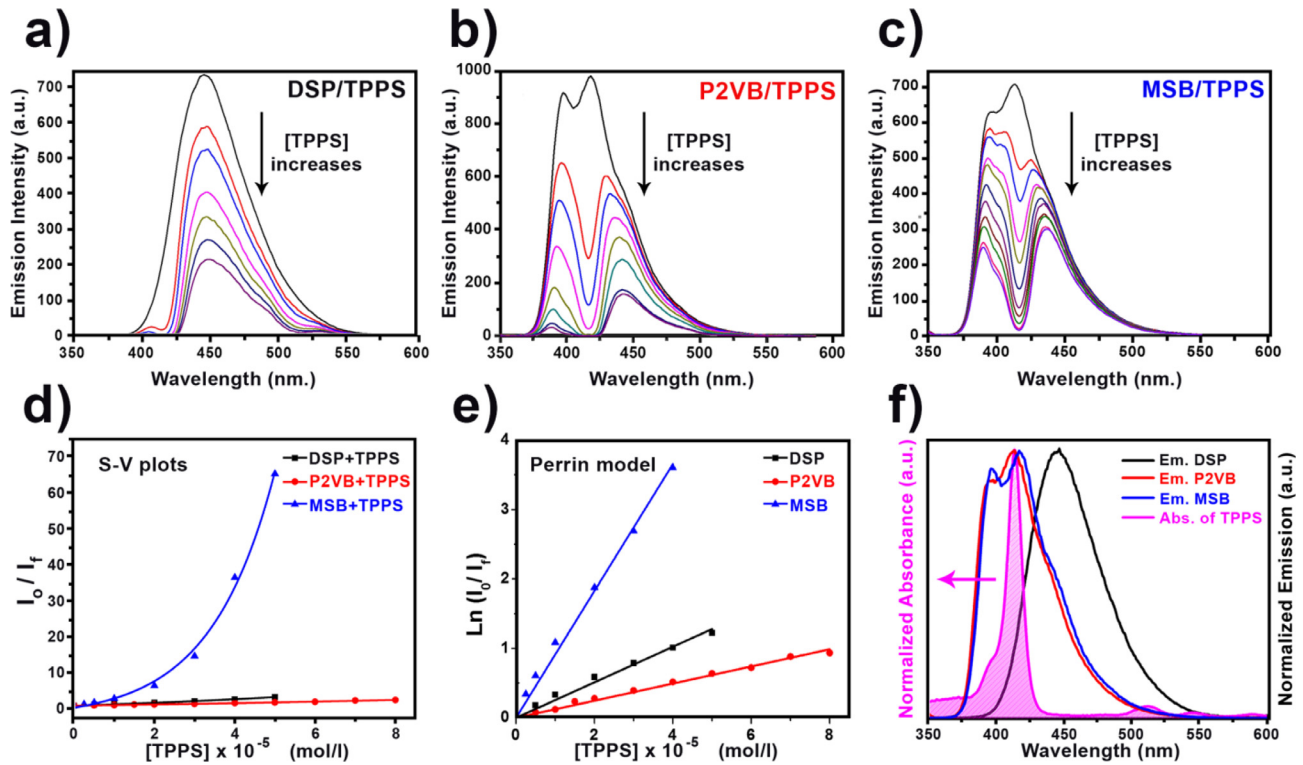 a)
DSP/TPPS
[TPPS]
increases
Emission Intensity (a.u.)
700
600
500
400
300
200
100
0
350 400 450 500 550 600
Wavelength (nm.)
b)
P2VB/TPPS
[TPPS]
increases
Emission Intensity (a.u.)
1000
800
600
400
200
0
350 400 450 500 550 600
Wavelength (nm.)
c)
MSB/TPPS
[TPPS]
increases
Emission Intensity (a.u.)
700
600
500
400
300
200
100
0
350 400 450 500 550 600
Wavelength (nm.)
d)
S-V plots
DSP+TPPS
P2VB+TPPS
MSB+TPPS
Io/ If
70
60
50
40
30
20
10
0
0 2 4 6 8
[TPPS] x 10-5 (mol/l)
e)
Perrin model
DSP
P2VB
MSB
Ln (I0/ If)
4
3
2
1
0
0 2 4 6 8
[TPPS] x 10-5 (mol/l)
f)
Em. DSP
Em. P2VB
Em. MSB
Abs. of TPPS
Normalized Absorbance (a.u.)
Normalized Emission (a.u.)
350 400 450 500 550 600
Wavelength (nm)